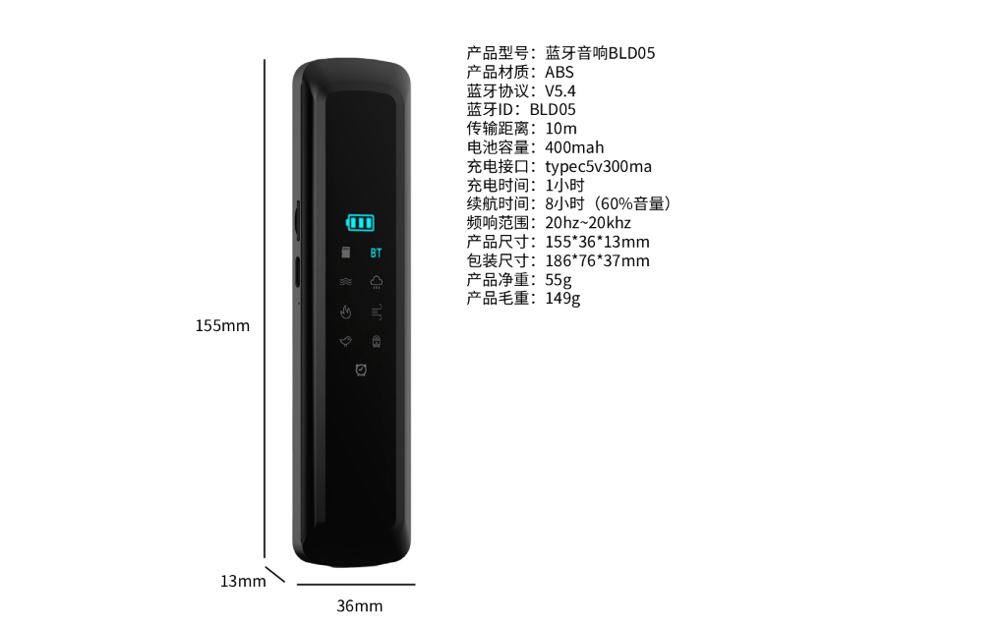 产品型号：蓝牙音响BLD05
产品材质：ABS
蓝牙协议：V5.4
蓝牙ID：BLD05
传输距离：10m
电池容量：400mah
充电接口：typec5v300ma
充电时间：1小时
续航时间：8小时（60%音量）
频响范围：20hz~20khz
产品尺寸：155*36*13mm
包装尺寸：186*76*37mm
产品净重：55g
产品毛重：149g
BT
155mm
13mm
36mm